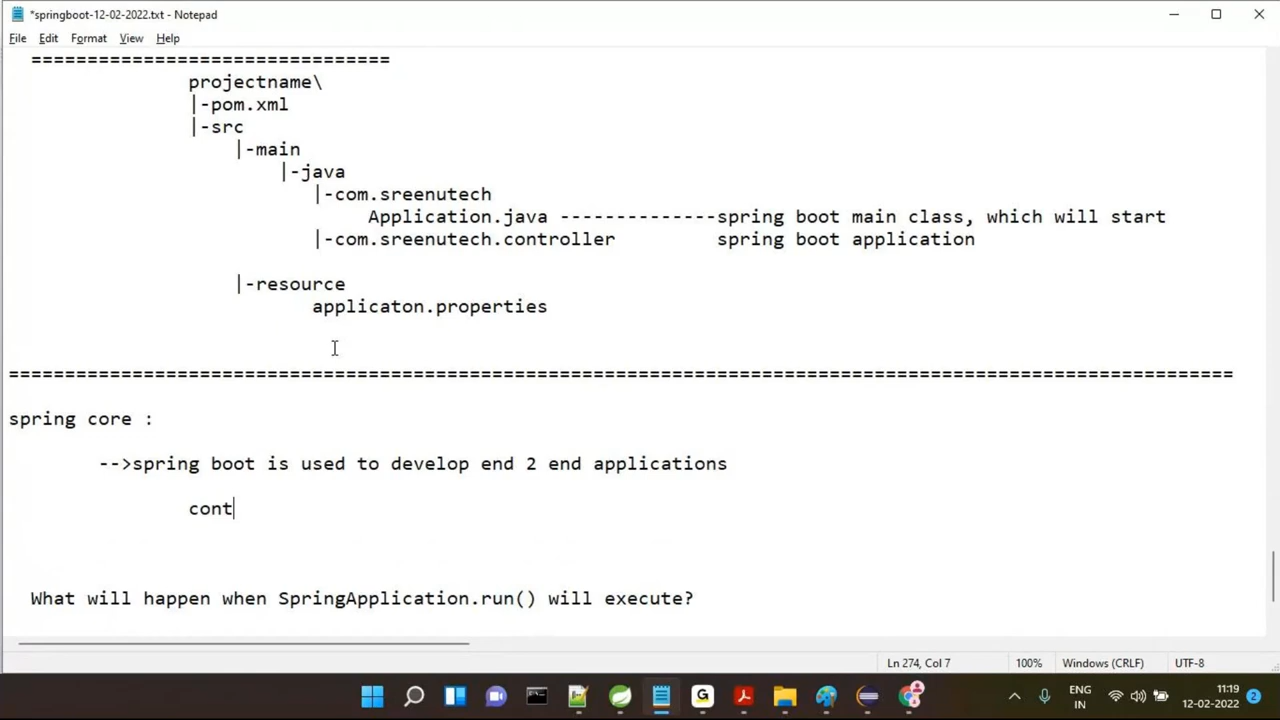 *springboot-12-02-2022.txt - Notepad
File Edit Format View Help
===============================
projectname\
|-pom.xml
|-src
|-main
|-java
|-com.sreenutech
Application.java --------------spring boot main class, which will start
|-com.sreenutech.controller spring boot application
|-resource
applicaton.properties
=============================================================================================================
spring core :
-->spring boot is used to develop end 2 end applications
cont
What will happen when SpringApplication.run() will execute?
Ln 274, Col 7 100% Windows (CRLF) UTF-8
ENG 11:19
IN 12-02-2022 2